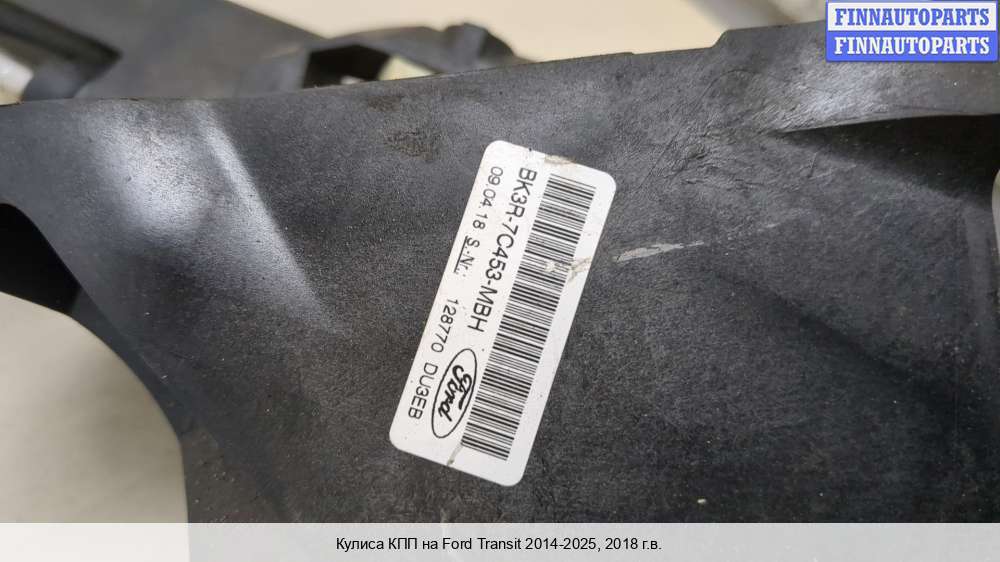 FINNAUTOPARTS
FINNAUTOPARTS
BK3R-7C453-MBH
09.04.18 S.Nr.: 128770 DU3EB
Ford
Кулиса КПП на Ford Transit 2014-2025, 2018 г.в.